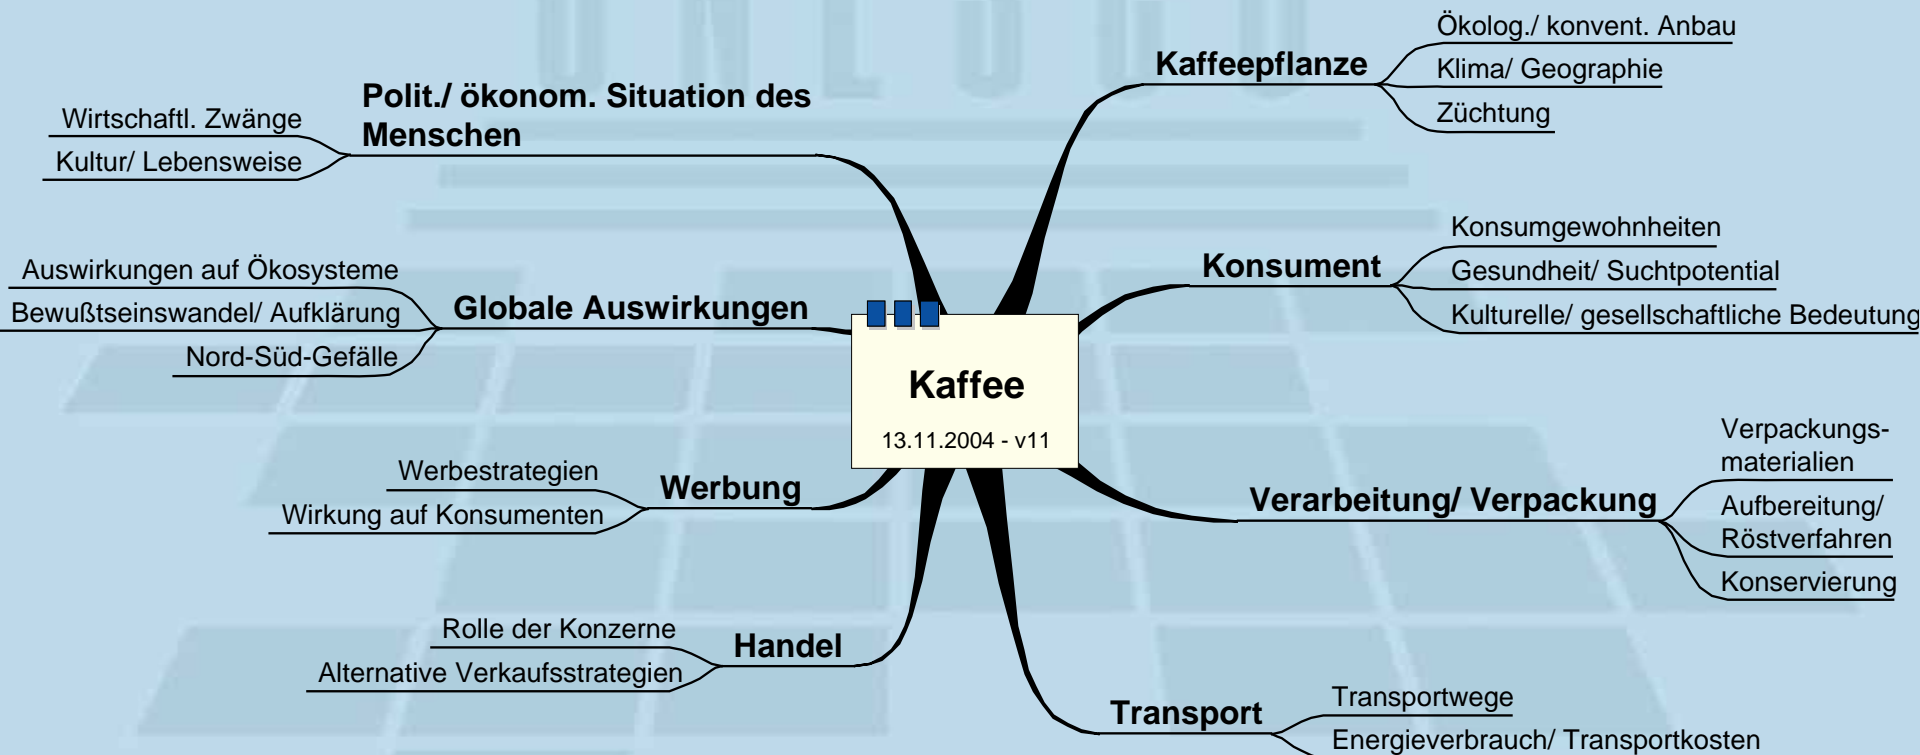 UNESCO
Kaffee
13.11.2004 - v11
Kaffeepflanze
Ökolog./ konvent. Anbau
Klima/ Geographie
Züchtung
Konsument
Konsumgewohnheiten
Gesundheit/ Suchtpotential
Kulturelle/ gesellschaftliche Bedeutung
Verarbeitung/ Verpackung
Verpackungs-
materialien
Aufbereitung/
Röstverfahren
Konservierung
Transport
Transportwege
Energieverbrauch/ Transportkosten
Handel
Rolle der Konzerne
Alternative Verkaufsstrategien
Werbung
Werbestrategien
Wirkung auf Konsumenten
Globale Auswirkungen
Auswirkungen auf Ökosysteme
Bewußtseinswandel/ Aufklärung
Nord-Süd-Gefälle
Polit./ ökonom. Situation des
Menschen
Wirtschaftl. Zwänge
Kultur/ Lebensweise